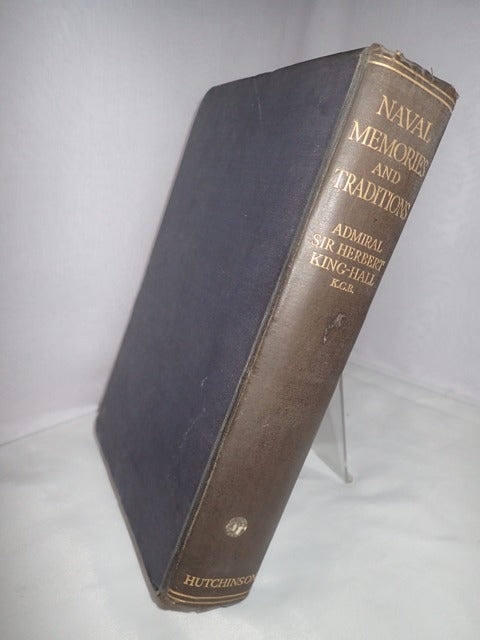 NAVAL
MEMORIES
AND
TRADITIONS
ADMIRAL
SIR HERBERT
KING-HALL
K.C.B.
HUTCHINSON